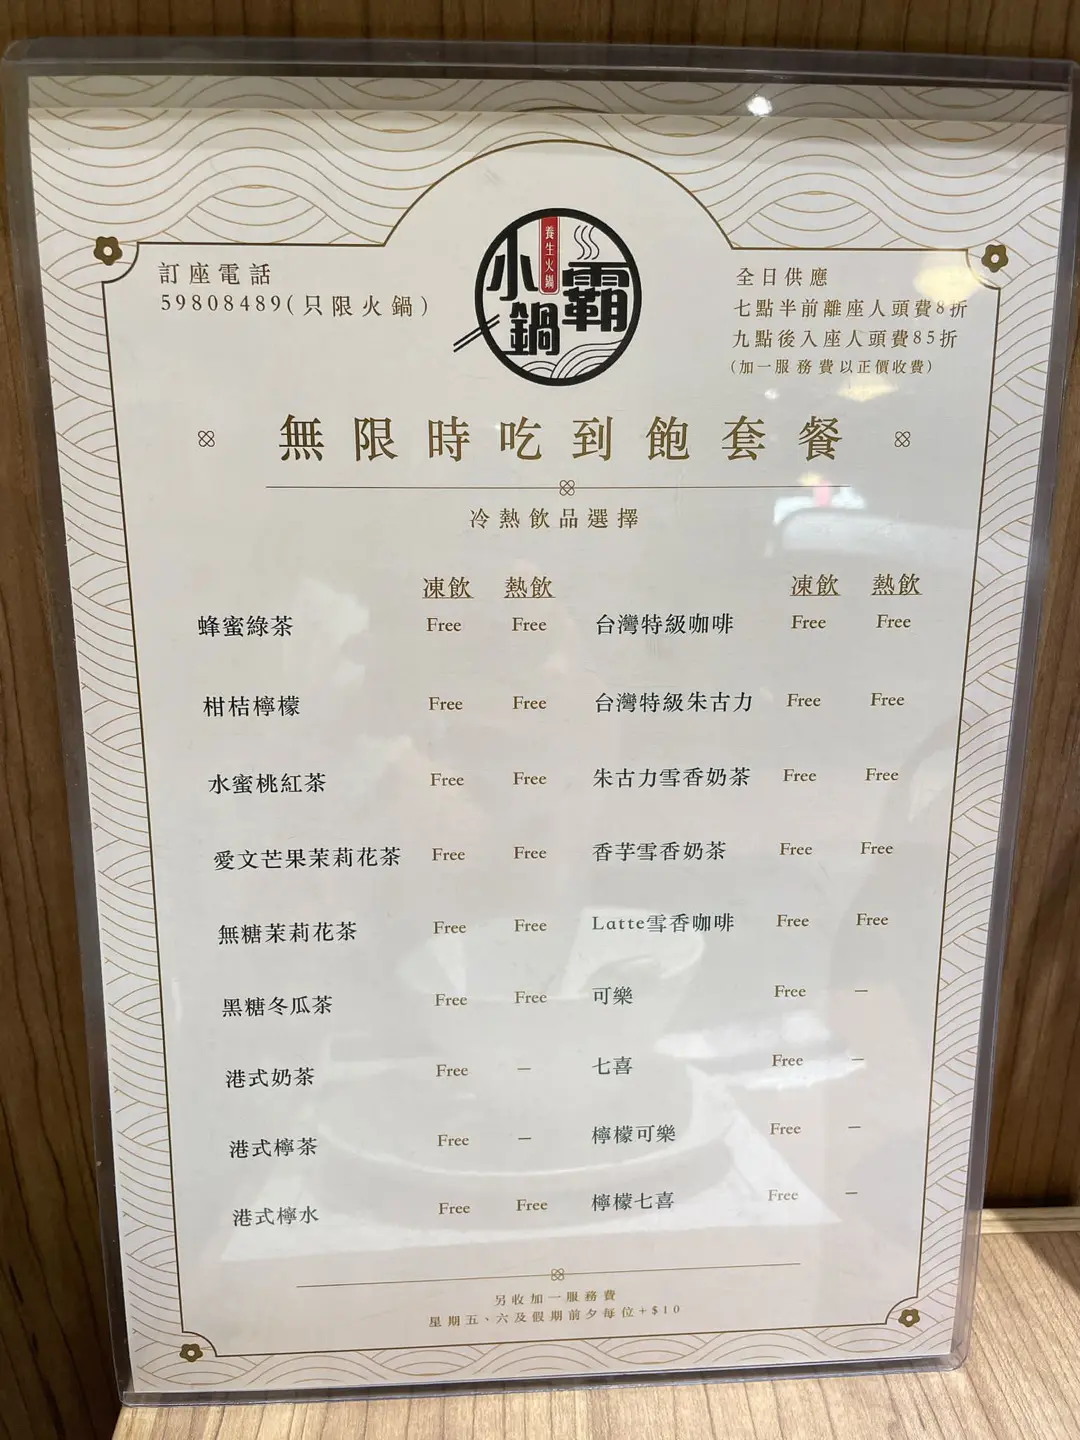 訂座電話
59808489(只限火鍋)
養生火鍋
小霸
鍋
全日供應
七點半前離座人頭費8折
九點後入座人頭費85折
(加一服務費以正價收費)
無限時吃到飽套餐
冷熱飲品選擇
凍飲 熱飲 凍飲 熱飲
蜂蜜綠茶 Free Free 台灣特級咖啡 Free Free
柑桔檸檬 Free Free 台灣特級朱古力 Free Free
水蜜桃紅茶 Free Free 朱古力雪香奶茶 Free Free
愛文芒果茉莉花茶 Free Free 香芋雪香奶茶 Free Free
無糖茉莉花茶 Free Free Latte雪香咖啡 Free Free
黑糖冬瓜茶 Free Free 可樂 Free –
港式奶茶 Free – 七喜 Free –
港式檸茶 Free – 檸檬可樂 Free –
港式檸水 Free Free 檸檬七喜 Free –
另收加一服務費
星期五、六及假期前夕每位+$10